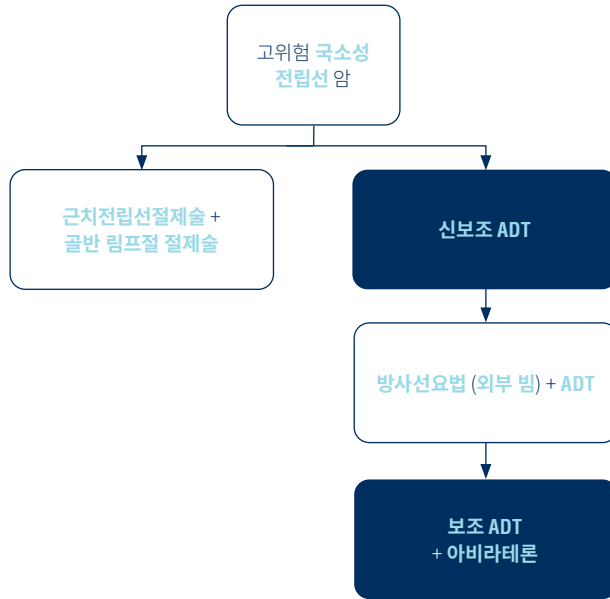 고위험 국소성
전립선 암
근치전립선절제술 +
골반 림프절 절제술
신보조 ADT
방사선요법 (외부 빔) + ADT
보조 ADT
+ 아비라테론